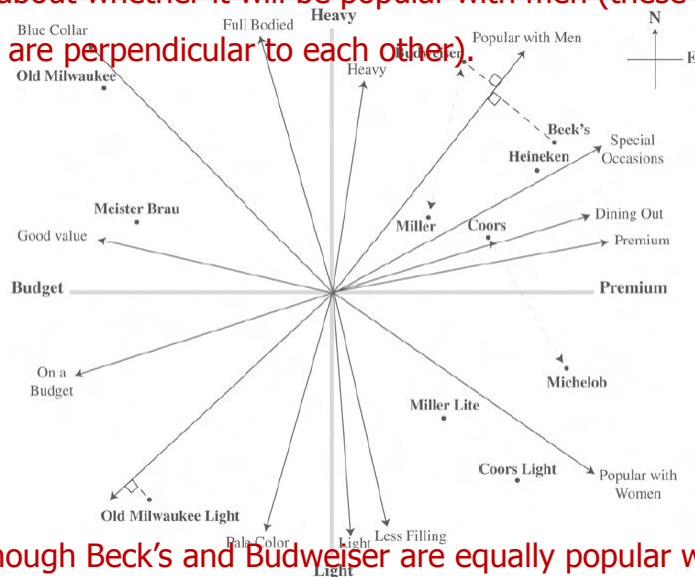 about whether it will be popular with men (these
are perpendicular to each other).
Heavy
Full Bodied
Blue Collar
N
Popular with Men
Budweiser
E
Heavy
Old Milwaukee
Beck's
Special
Occasions
Heineken
Meister Brau
Dining Out
Miller
Coors
Good value
Premium
Budget
Premium
On a
Budget
Michelob
Miller Lite
Coors Light
Popular with
Women
Old Milwaukee Light
Pale Color
Light
Less Filling
hough Beck's and Budweiser are equally popular w
Light